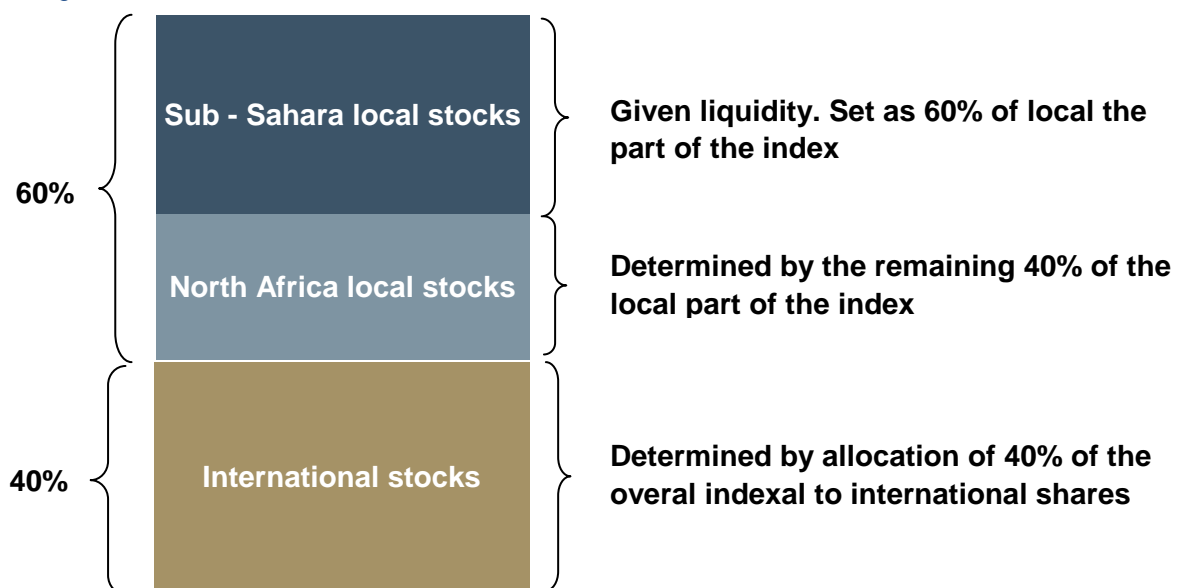 Sub - Sahara local stocks
Given liquidity. Set as 60% of local the
part of the index
60%
North Africa local stocks
Determined by the remaining 40% of the
local part of the index
40%
International stocks
Determined by allocation of 40% of the
overal indexal to international shares